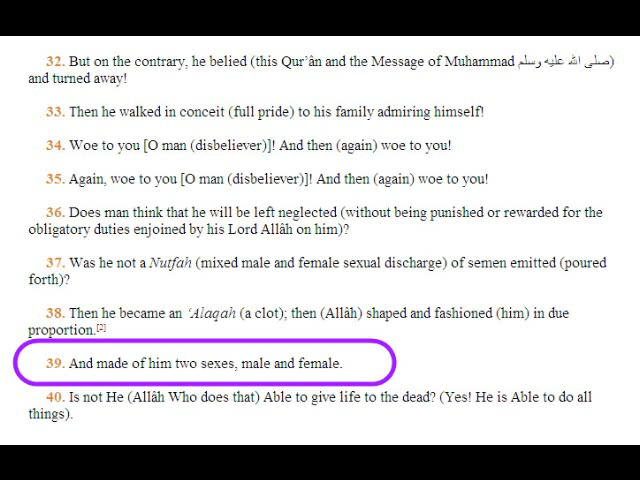 32. But on the contrary, he belied (this Qur’ân and the Message of Muhammad صلى الله عليه وسلم)
and turned away!
33. Then he walked in conceit (full pride) to his family admiring himself!
34. Woe to you [O man (disbeliever)]! And then (again) woe to you!
35. Again, woe to you [O man (disbeliever)]! And then (again) woe to you!
36. Does man think that he will be left neglected (without being punished or rewarded for the
obligatory duties enjoined by his Lord Allâh on him)?
37. Was he not a Nutfah (mixed male and female sexual discharge) of semen emitted (poured
forth)?
38. Then he became an ‘Alaqah (a clot); then (Allâh) shaped and fashioned (him) in due
proportion.[2]
39. And made of him two sexes, male and female.
40. Is not He (Allâh Who does that) Able to give life to the dead? (Yes! He is Able to do all
things).